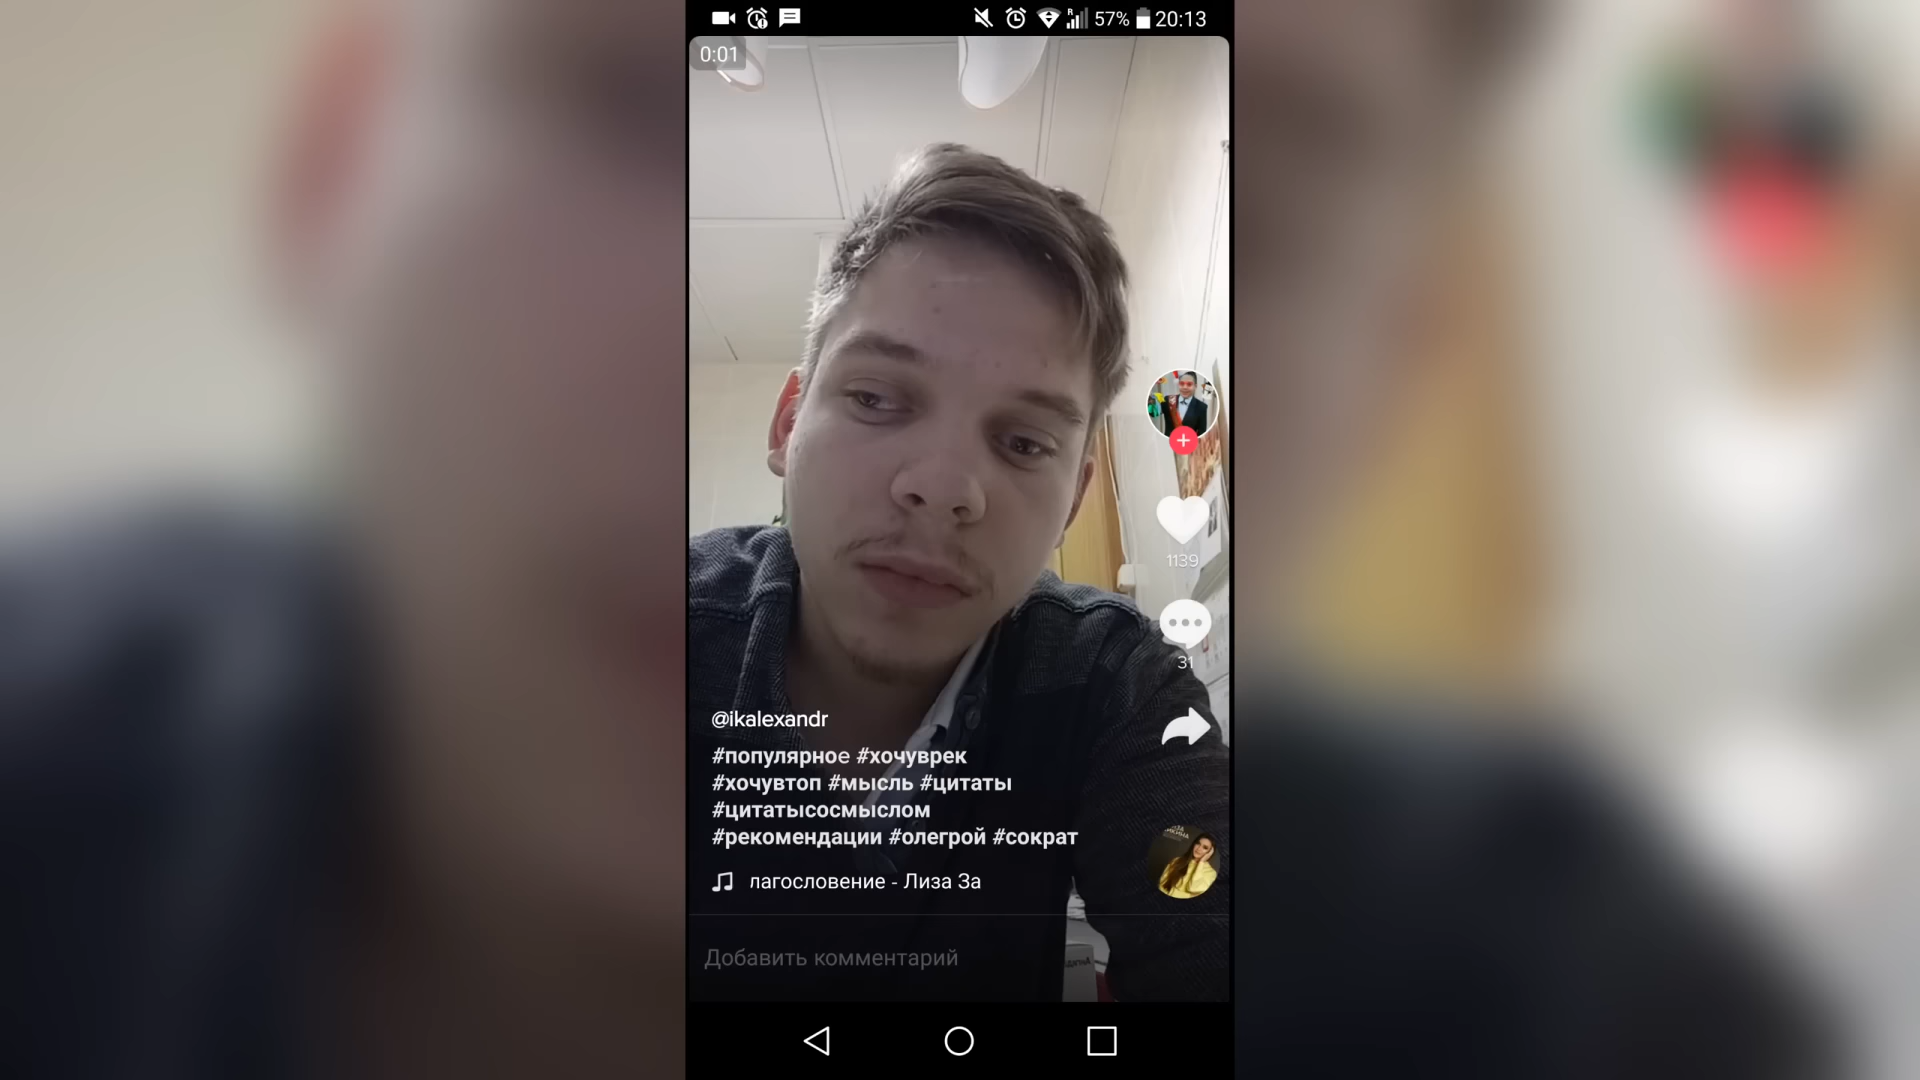 57% 20:13
0:01
1139
31
@ikalexandr
#популярное #хочуврек
#хочувтоп #мысль #цитаты
#цитатысосмыслом
#рекомендации #олегрой #сократ
лагословение - Лиза За
Добавить комментарий